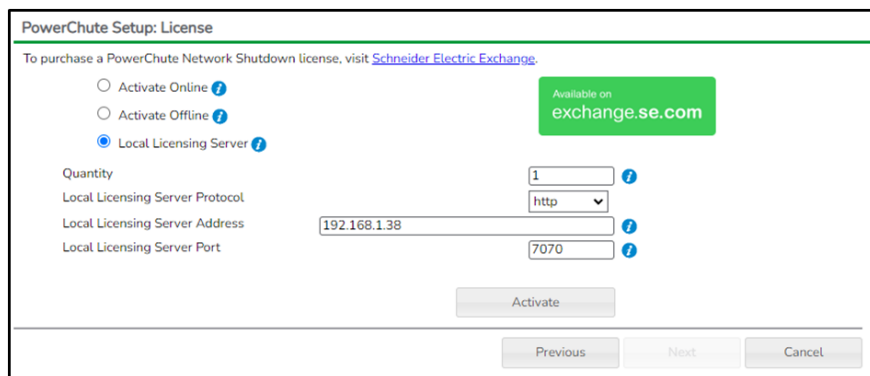 PowerChute Setup: License
To purchase a PowerChute Network Shutdown license, visit Schneider Electric Exchange.
Activate Online i
Activate Offline i
Local Licensing Server i
Available on
exchange.se.com
Quantity 1 i
Local Licensing Server Protocol http
Local Licensing Server Address 192.168.1.38 i
Local Licensing Server Port 7070 i
Activate
Previous Next Cancel